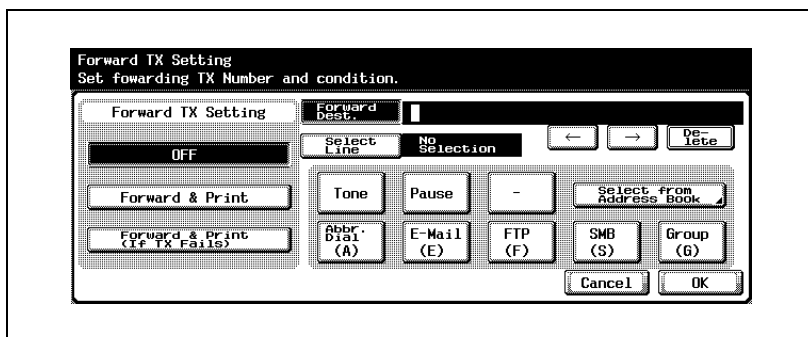 Forward TX Setting
Set fowarding TX Number and condition.
Forward TX Setting
Forward
Dest.
OFF
Select
Line
No
Selection
←
→
De-
lete
Forward & Print
Tone
Pause
-
Select from
Address Book
Forward & Print
(If TX Fails)
Abbr.
Dial
(A)
E-Mail
(E)
FTP
(F)
SMB
(S)
Group
(G)
Cancel
OK